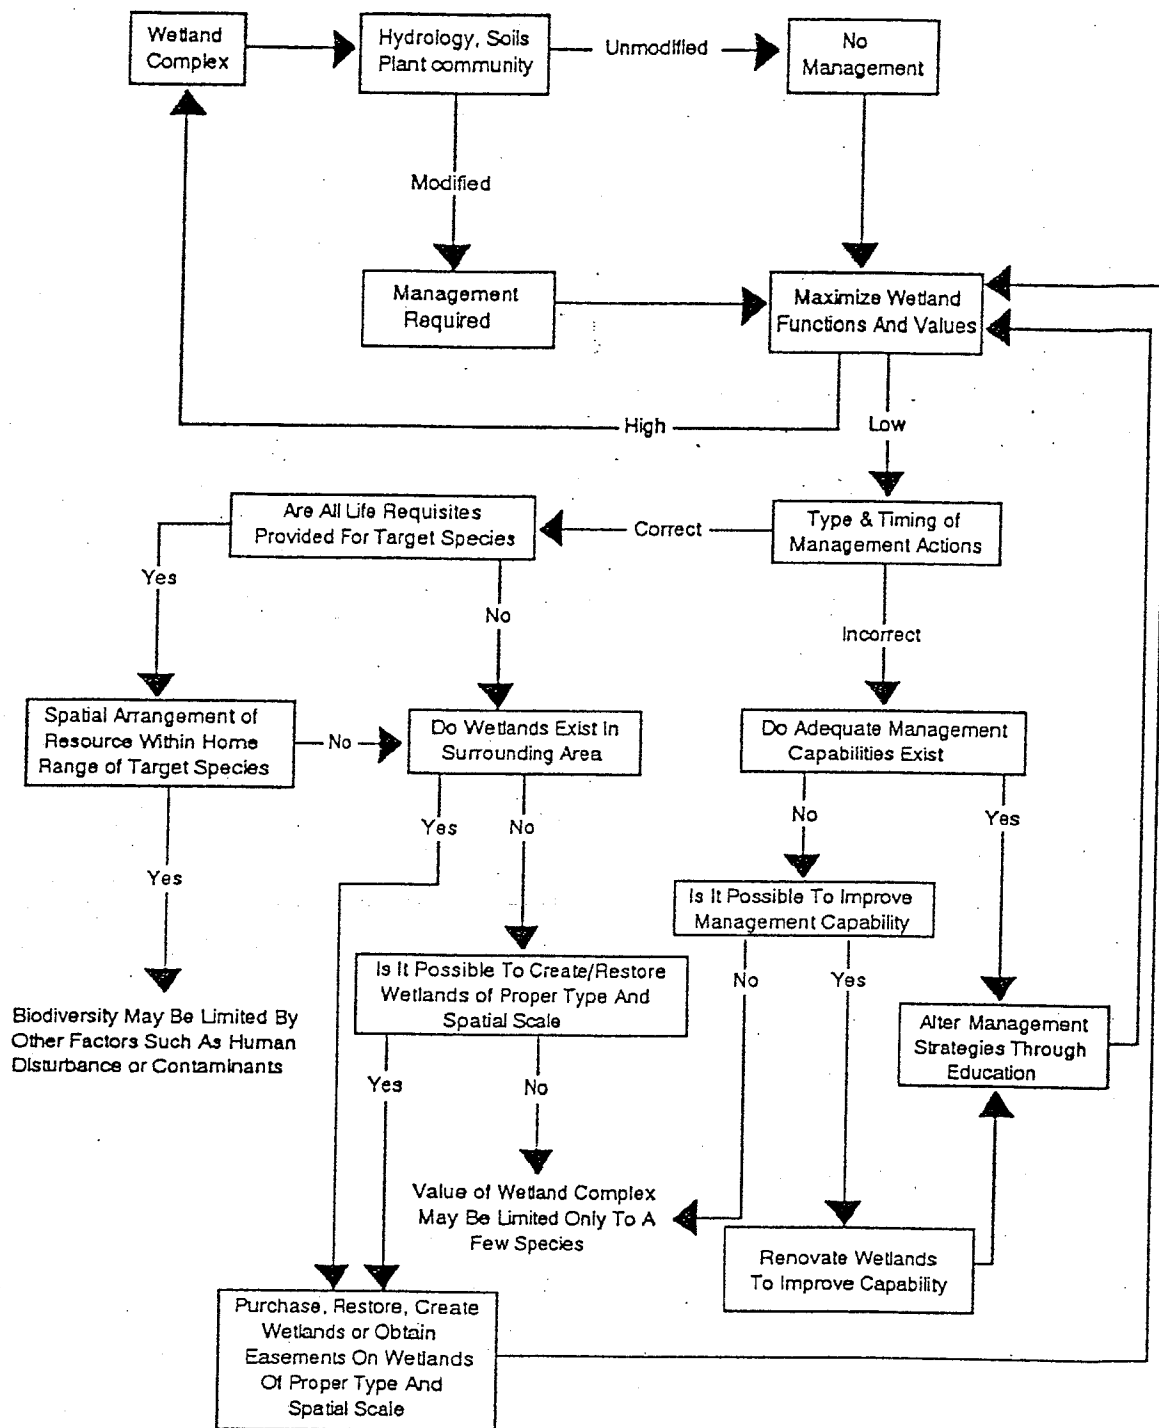 Wetland
Complex
Hydrology, Soils
Plant community
Unmodified
No
Management
Modified
Management
Required
Maximize Wetland
Functions And Values
High
Low
Are All Life Requisites
Provided For Target Species
Correct
Type & Timing of
Management Actions
Yes
No
Incorrect
Spatial Arrangement of
Resource Within Home
Range of Target Species
No
Do Wetlands Exist In
Surrounding Area
Do Adequate Management
Capabilities Exist
Yes
Yes
No
No
Yes
Is It Possible To Improve
Management Capability
Is It Possible To Create/Restore
Wetlands of Proper Type And
Spatial Scale
No
Yes
Biodiversity May Be Limited By
Other Factors Such As Human
Disturbance or Contaminants
Alter Management
Strategies Through
Education
Yes
No
Value of Wetland Complex
May Be Limited Only To A
Few Species
Renovate Wetlands
To Improve Capability
Purchase, Restore, Create
Wetlands or Obtain
Easements On Wetlands
Of Proper Type And
Spatial Scale